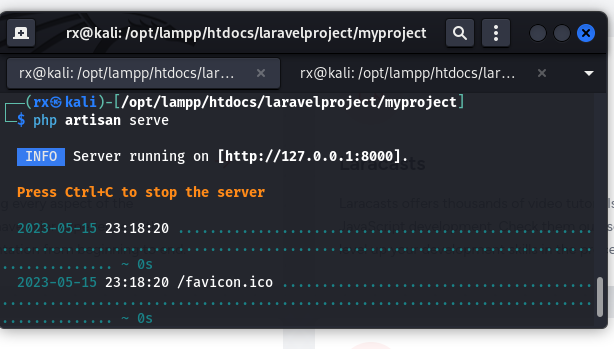 rx@kali: /opt/lampp/htdocs/laravelproject/myproject
rx@kali: /opt/lampp/htdocs/lar…
rx@kali: /opt/lampp/htdocs/lar…
┌──(rx㉿kali)-[/opt/lampp/htdocs/laravelproject/myproject]
└─$ php artisan serve
INFO Server running on [http://127.0.0.1:8000].
Press Ctrl+C to stop the server
2023-05-15 23:18:20 ....................................................
...........................................................................
.............. ~ 0s
2023-05-15 23:18:20 /favicon.ico .......................................
...........................................................................
.............. ~ 0s
Laracasts